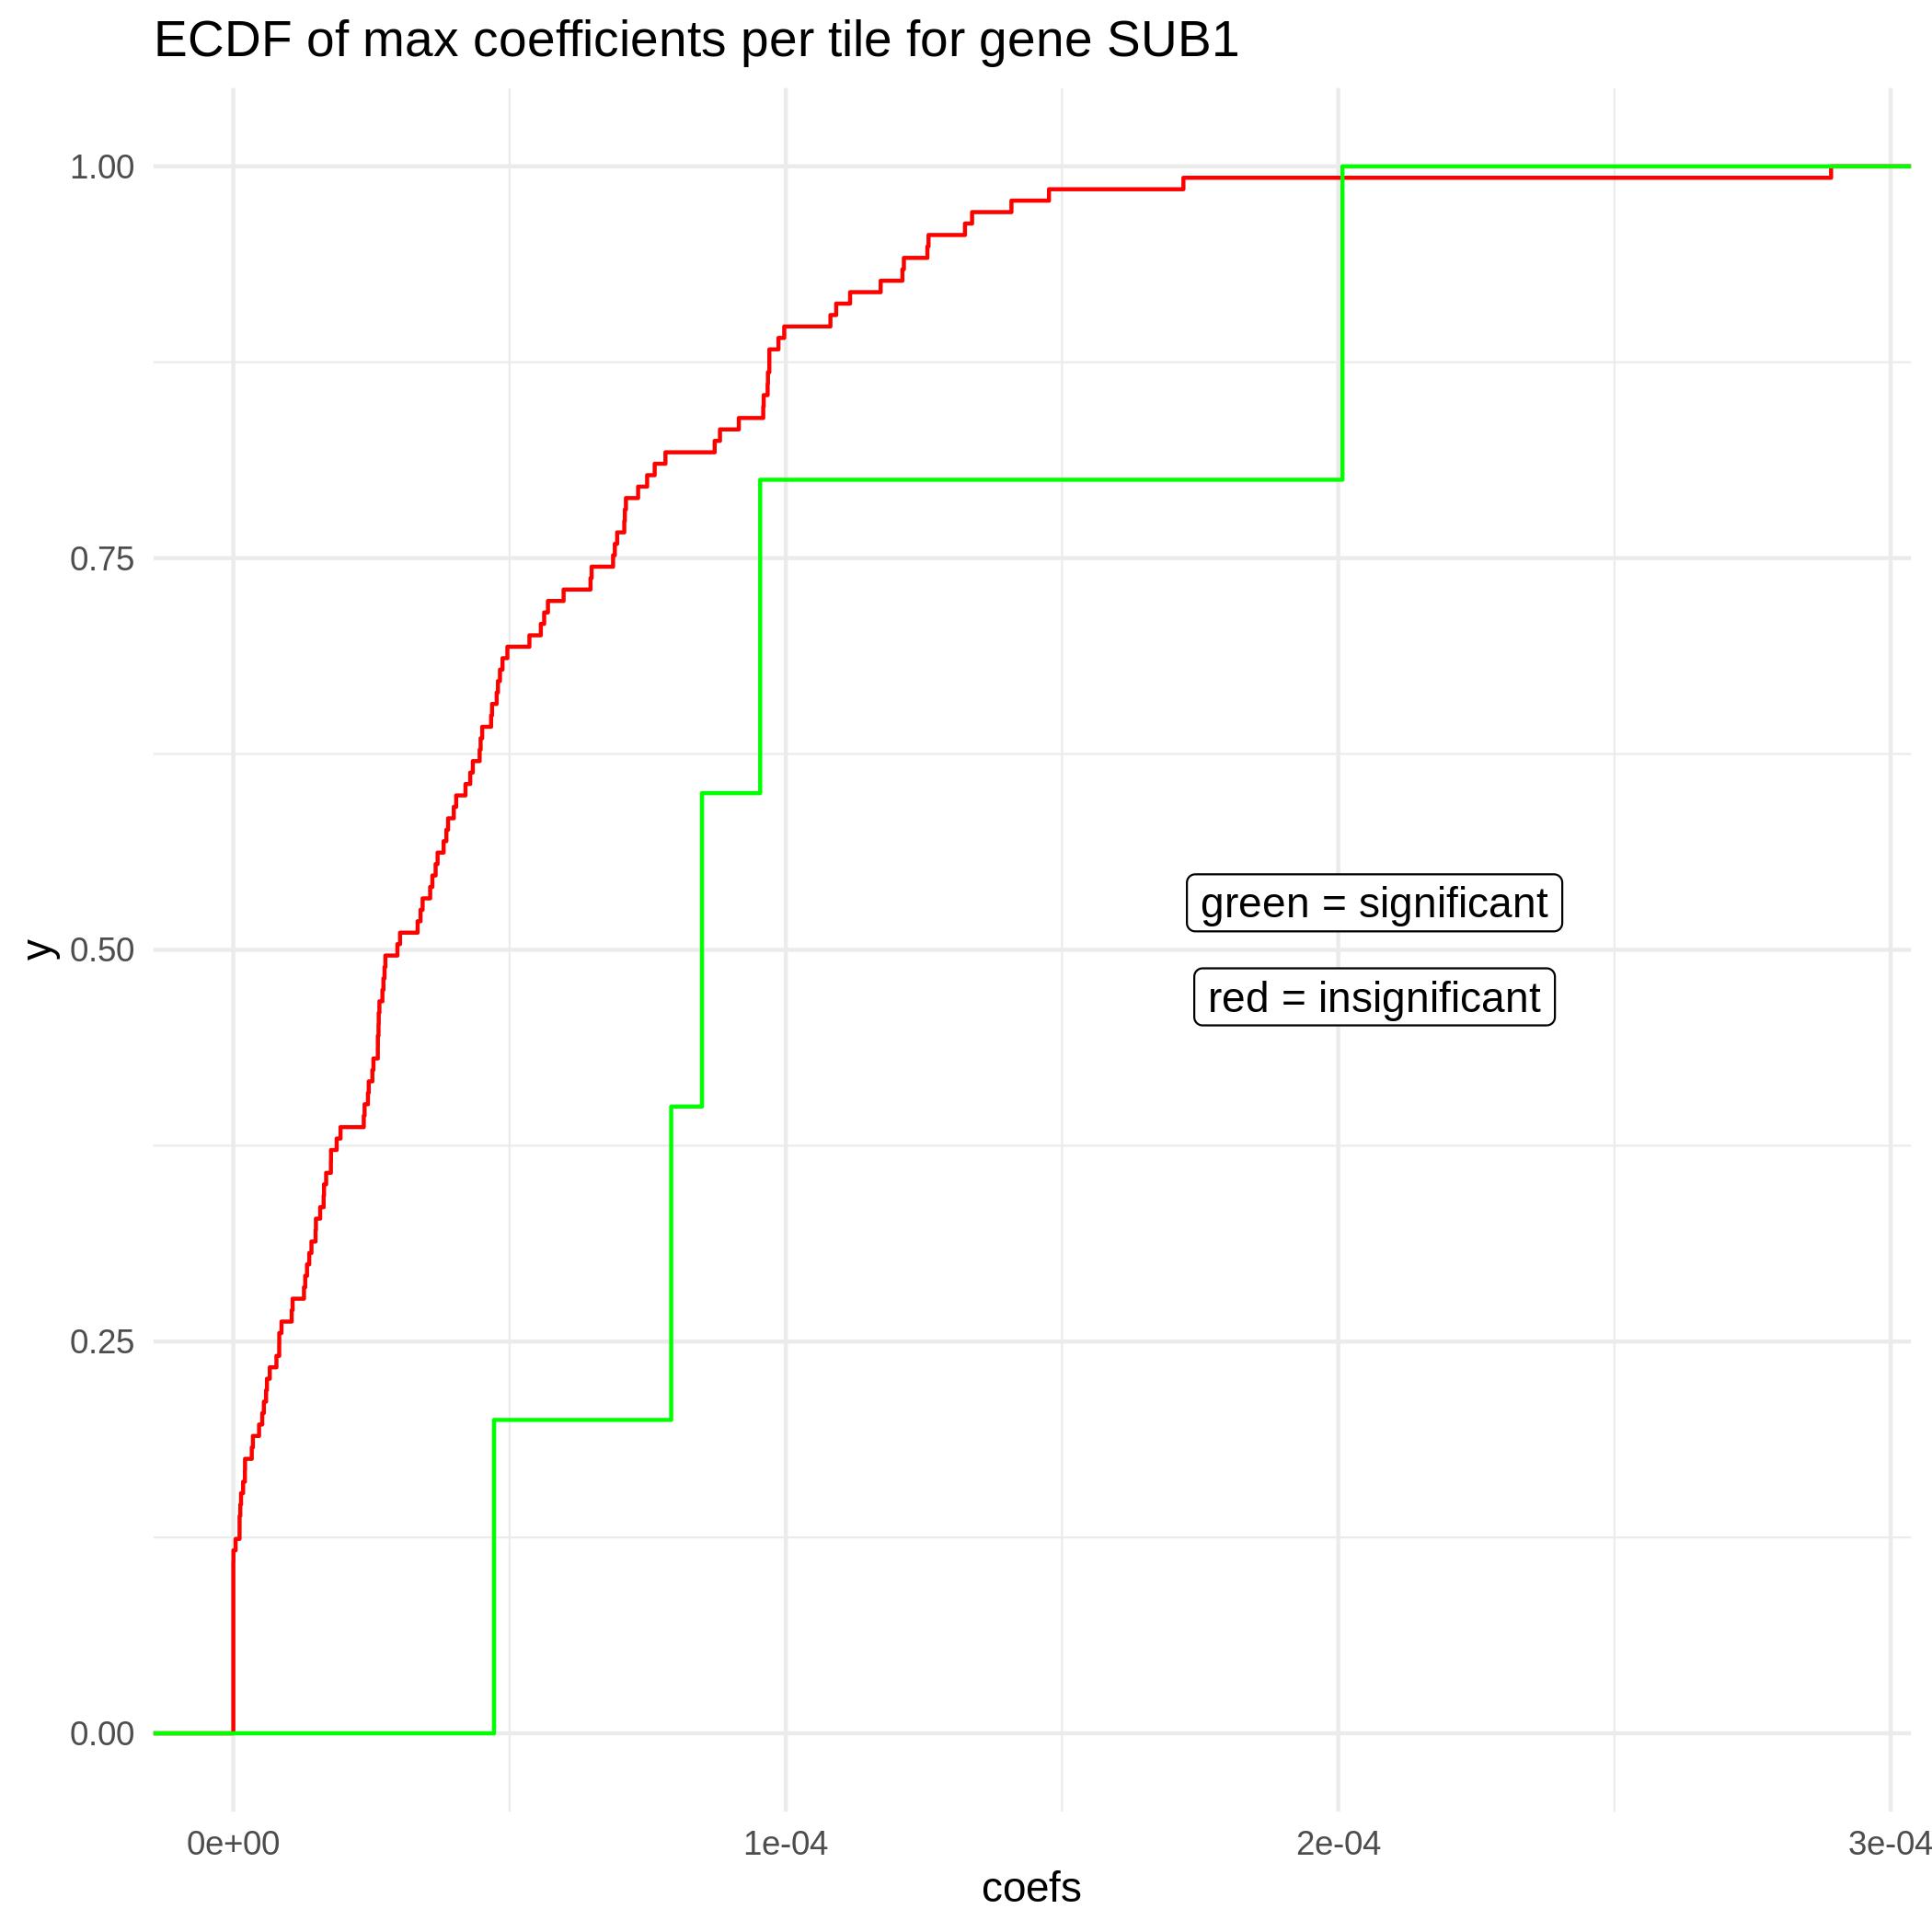 ECDF of max coefficients per tile for gene SUB1
1.00
0.75
0.50
0.25
0.00
y
green = significant
red = insignificant
0e+00 1e-04 2e-04 3e-04
coefs